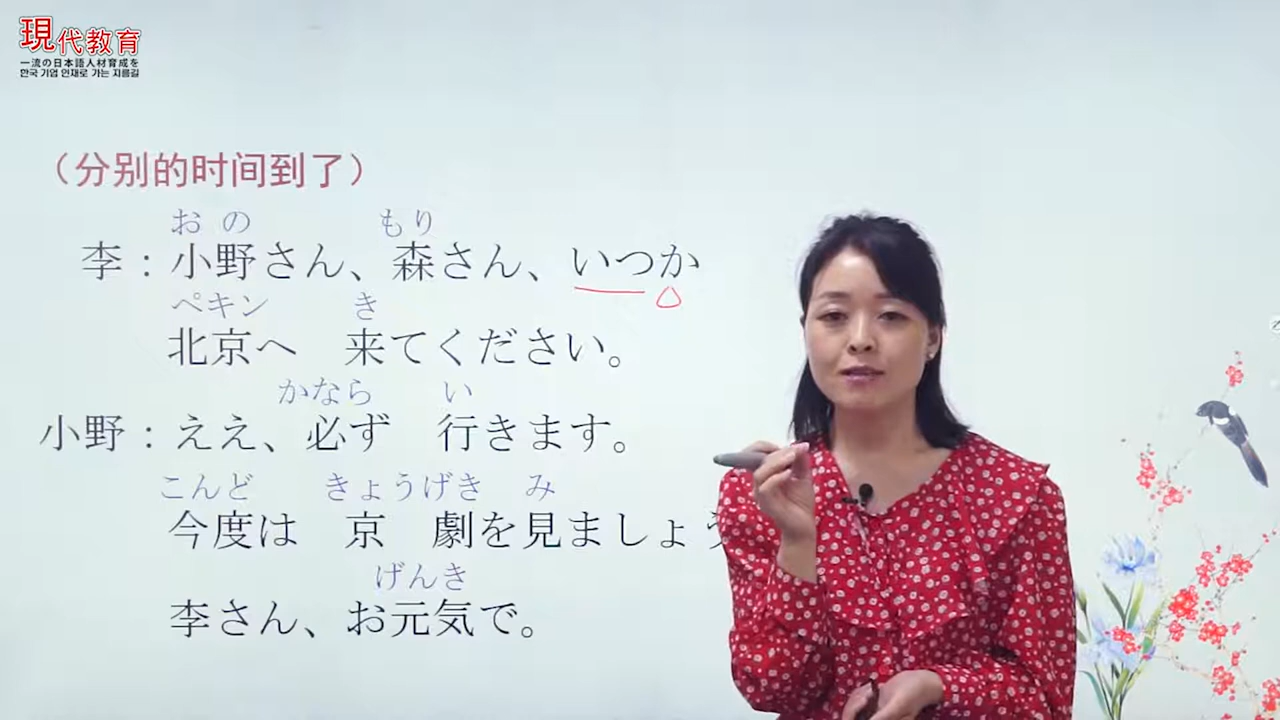 現代教育
一流の日本語人材育成を
한국 기업 인재로 가는 지름길
(分别的时间到了)
おの もり
李：小野さん、森さん、いつか
ペキン き
北京へ 来てください。
かなら い
小野：ええ、必ず 行きます。
こんど きょうげき み
今度は 京 劇を見ましょう
げんき
李さん、お元気で。